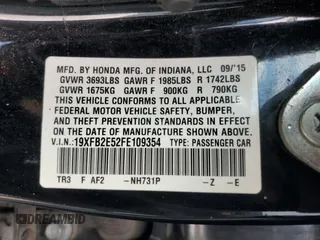 MFD. BY HONDA MFG. OF INDIANA, LLC 09/'15
GVWR 3693LBS GAWR F 1985LBS R 1742LBS
GVWR 1675KG GAWR F 900KG R 790KG
THIS VEHICLE CONFORMS TO ALL APPLICABLE
FEDERAL MOTOR VEHICLE SAFETY, BUMPER,
AND THEFT PREVENTION STANDARDS IN EFFECT
ON THE DATE OF MANUFACTURE SHOWN ABOVE.
V.I.N.: 19XFB2E52FE109354 TYPE: PASSENGER CAR
TR3 F AF2 -NH731P -Z -E
DREAMBID